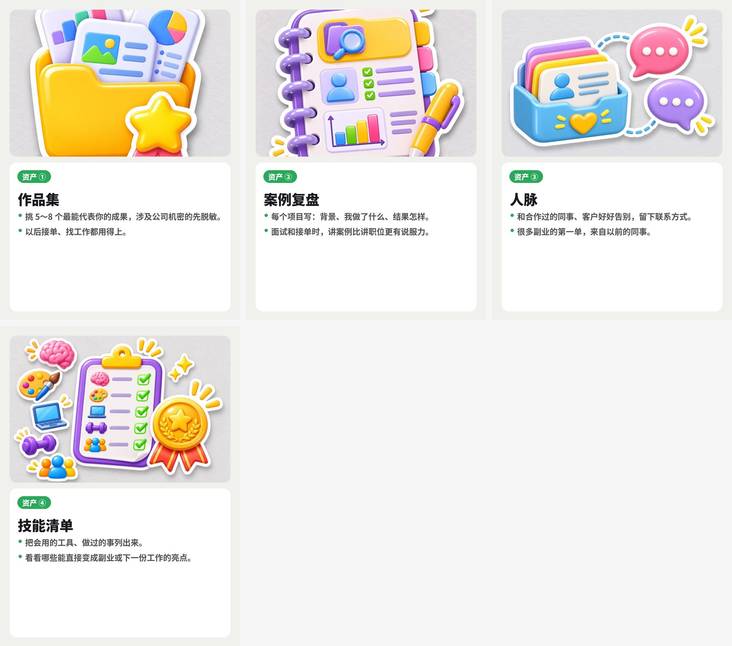 资产 ①
作品集
挑 5～8 个最能代表你的成果，涉及公司机密的先脱敏。
以后接单、找工作都用得上。
资产 ②
案例复盘
每个项目写：背景、我做了什么、结果怎样。
面试和接单时，讲案例比讲职位更有说服力。
资产 ③
人脉
和合作过的同事、客户好好告别，留下联系方式。
很多副业的第一单，来自以前的同事。
资产 ④
技能清单
把会用的工具、做过的事列出来。
看看哪些能直接变成副业或下一份工作的亮点。